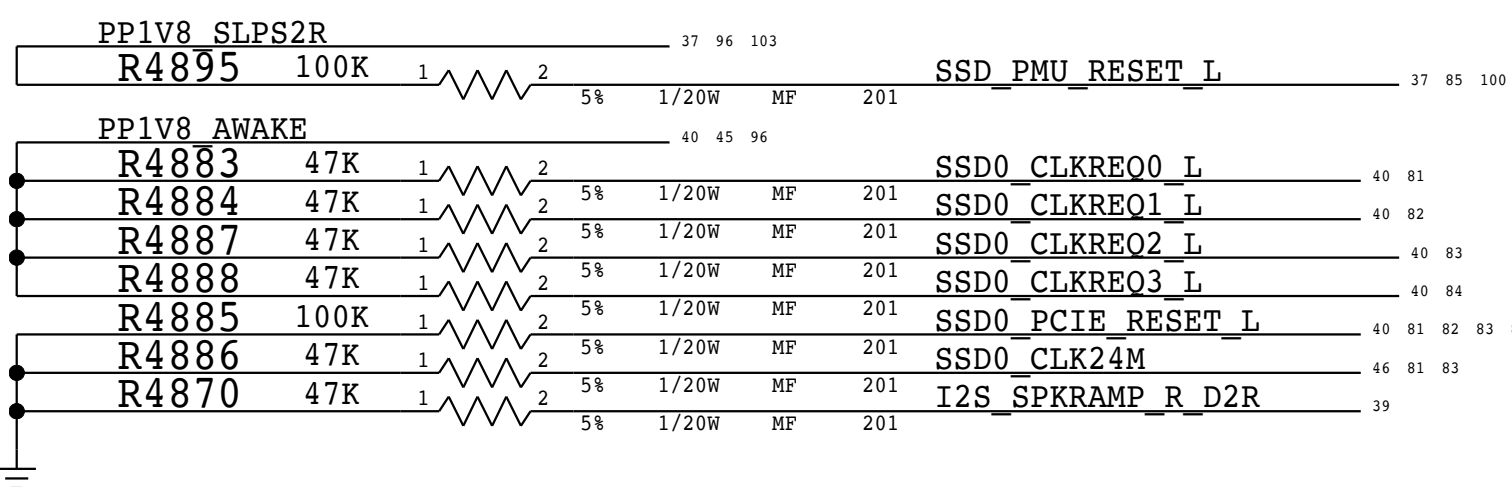 PP1V8_SLPS2R 37 96 103
R4895 100K 1 2 5% 1/20W MF 201 SSD_PMU_RESET_L 37 85 100
PP1V8_AWAKE 40 45 96
R4883 47K 1 2 5% 1/20W MF 201 SSD0_CLKREQ0_L 40 81
R4884 47K 1 2 5% 1/20W MF 201 SSD0_CLKREQ1_L 40 82
R4887 47K 1 2 5% 1/20W MF 201 SSD0_CLKREQ2_L 40 83
R4888 47K 1 2 5% 1/20W MF 201 SSD0_CLKREQ3_L 40 84
R4885 100K 1 2 5% 1/20W MF 201 SSD0_PCIE_RESET_L 40 81 82 83
R4886 47K 1 2 5% 1/20W MF 201 SSD0_CLK24M 46 81 83
R4870 47K 1 2 5% 1/20W MF 201 I2S_SPKRAMP_R_D2R 39